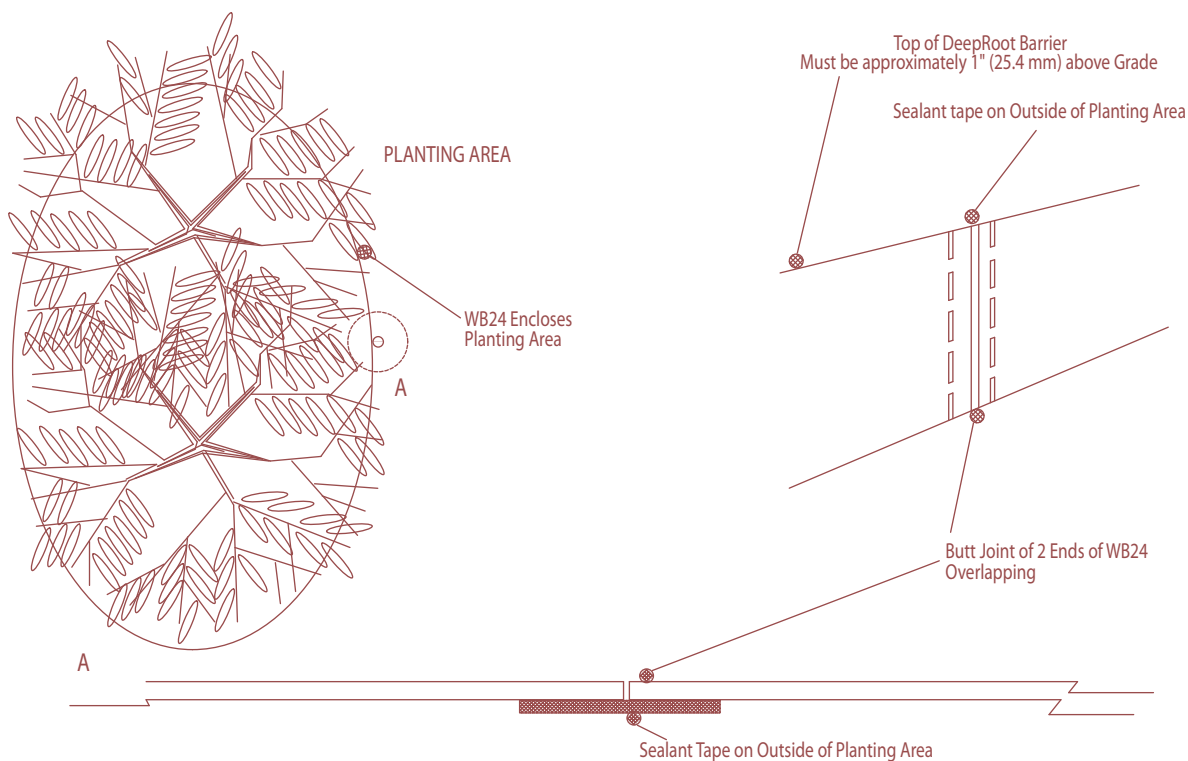 Top of DeepRoot Barrier
Must be approximately 1" (25.4 mm) above Grade
Sealant tape on Outside of Planting Area
PLANTING AREA
WB24 Encloses
Planting Area
A
Butt Joint of 2 Ends of WB24
Overlapping
A
Sealant Tape on Outside of Planting Area